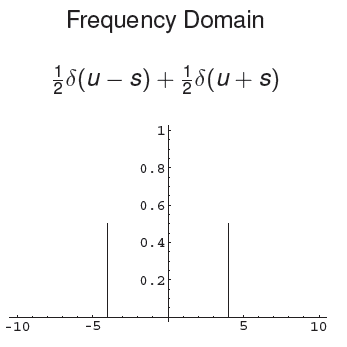 Frequency Domain
½δ(u − s) + ½δ(u + s)
1
0.8
0.6
0.4
0.2
-10 -5 5 10